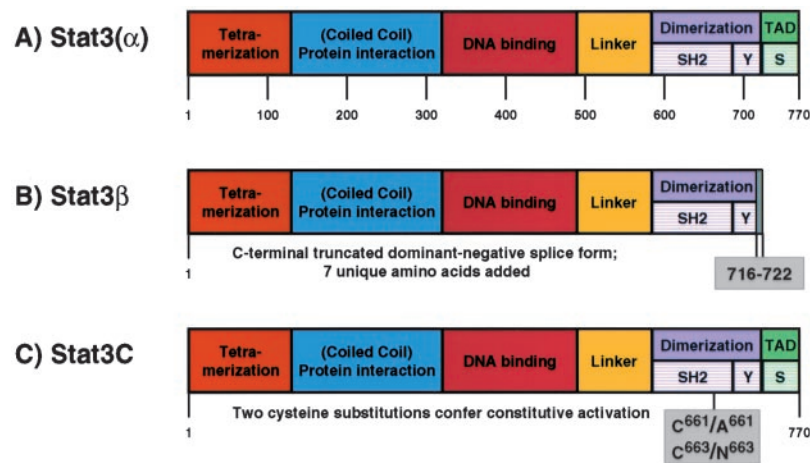 A) Stat3(α)
Tetra-
merization
(Coiled Coil)
Protein interaction
DNA binding
Linker
Dimerization
TAD
SH2
Y
S
1 100 200 300 400 500 600 700 770
B) Stat3β
Tetra-
merization
(Coiled Coil)
Protein interaction
DNA binding
Linker
Dimerization
SH2
Y
1
C-terminal truncated dominant-negative splice form;
7 unique amino acids added
716-722
C) Stat3C
Tetra-
merization
(Coiled Coil)
Protein interaction
DNA binding
Linker
Dimerization
TAD
SH2
Y
S
1
Two cysteine substitutions confer constitutive activation
C⁶⁶¹/A⁶⁶¹
C⁶⁶³/N⁶⁶³
770